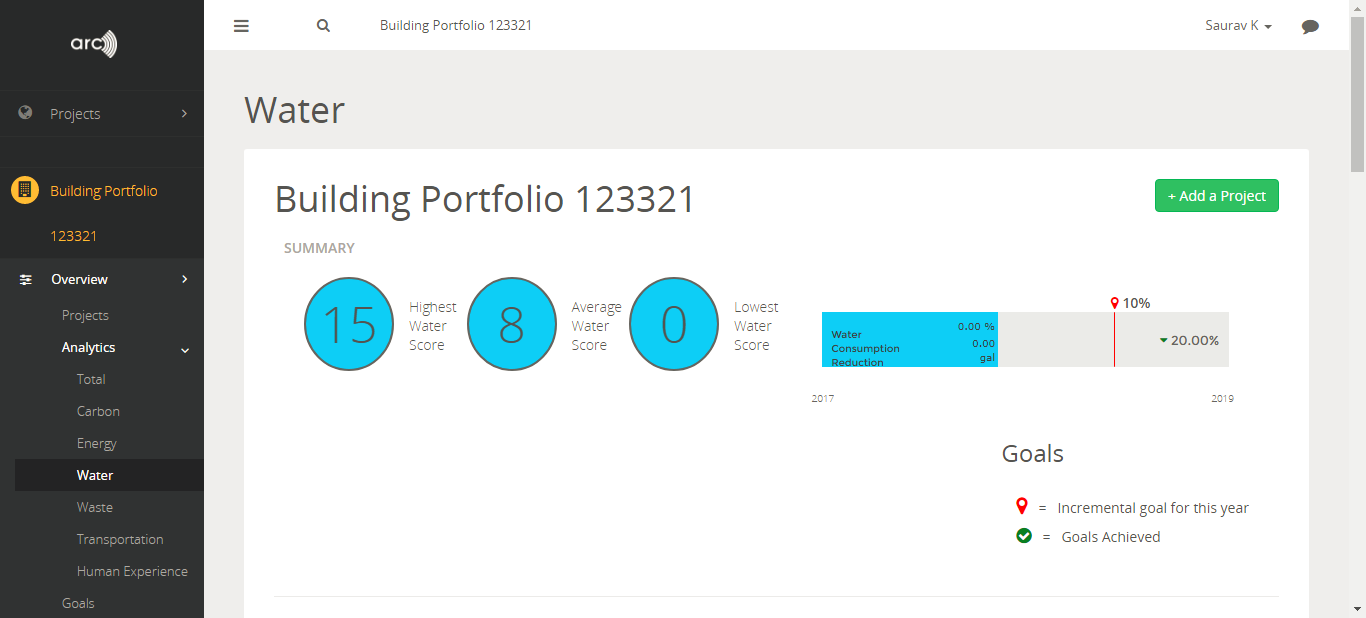 arc
Projects
Building Portfolio
123321
Overview
Projects
Analytics
Total
Carbon
Energy
Water
Waste
Transportation
Human Experience
Goals
Building Portfolio 123321
Saurav K
Water
Building Portfolio 123321
+ Add a Project
SUMMARY
15
Highest
Water
Score
8
Average
Water
Score
0
Lowest
Water
Score
10%
Water
Consumption
Reduction
0.00 %
0.00
gal
20.00%
2017
2019
Goals
= Incremental goal for this year
= Goals Achieved